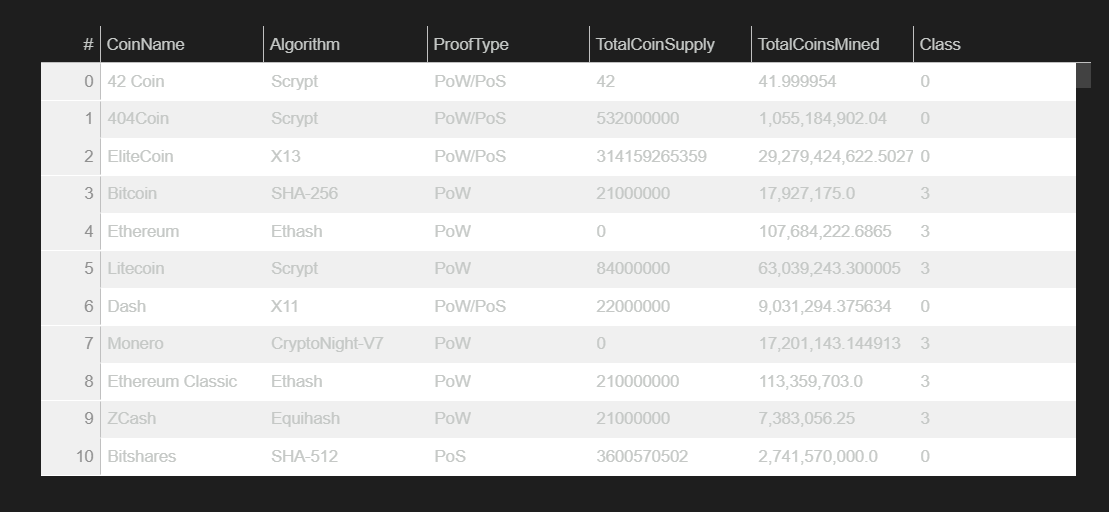 # CoinName Algorithm ProofType TotalCoinSupply TotalCoinsMined Class
0 42 Coin Scrypt PoW/PoS 42 41.999954 0
1 404Coin Scrypt PoW/PoS 532000000 1,055,184,902.04 0
2 EliteCoin X13 PoW/PoS 314159265359 29,279,424,622.5027 0
3 Bitcoin SHA-256 PoW 21000000 17,927,175.0 3
4 Ethereum Ethash PoW 0 107,684,222.6865 3
5 Litecoin Scrypt PoW 84000000 63,039,243.300005 3
6 Dash X11 PoW/PoS 22000000 9,031,294.375634 0
7 Monero CryptoNight-V7 PoW 0 17,201,143.144913 3
8 Ethereum Classic Ethash PoW 210000000 113,359,703.0 3
9 ZCash Equihash PoW 21000000 7,383,056.25 3
10 Bitshares SHA-512 PoS 3600570502 2,741,570,000.0 0